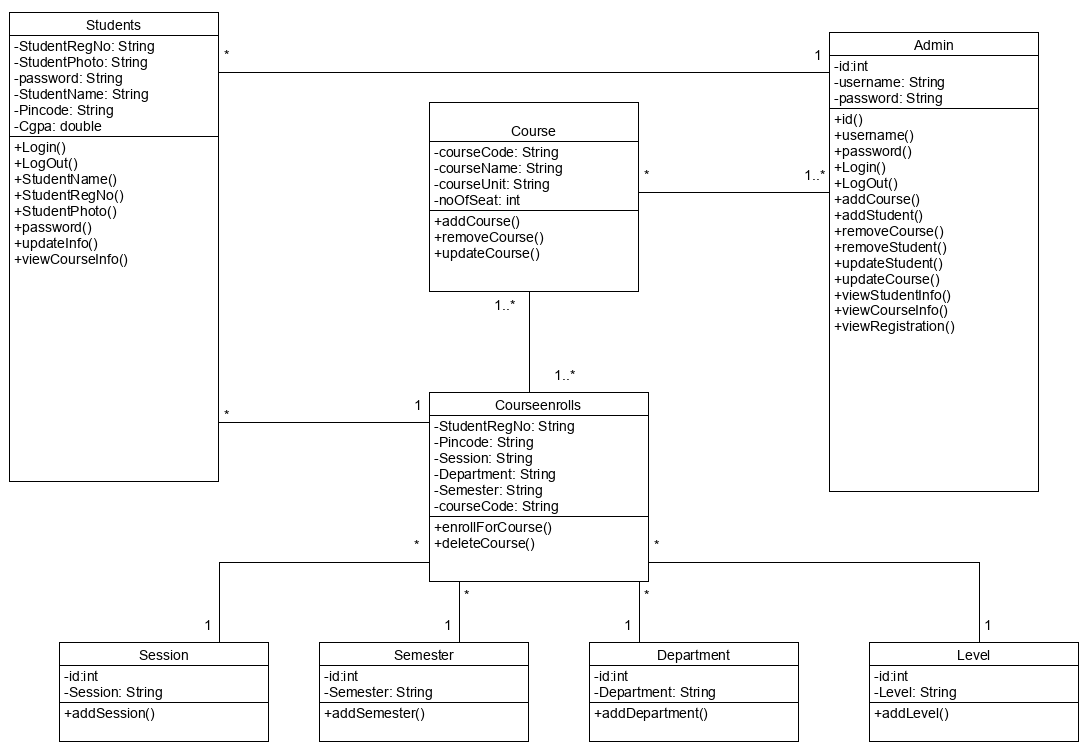 Students
-StudentRegNo: String
-StudentPhoto: String
-password: String
-StudentName: String
-Pincode: String
-Cgpa: double
+Login()
+LogOut()
+StudentName()
+StudentRegNo()
+StudentPhoto()
+password()
+updateInfo()
+viewCourseInfo()
*
1
Admin
-id:int
-username: String
-password: String
+id()
+username()
+password()
+Login()
+LogOut()
+addCourse()
+addStudent()
+removeCourse()
+removeStudent()
+updateStudent()
+updateCourse()
+viewStudentInfo()
+viewCourseInfo()
+viewRegistration()
Course
-courseCode: String
-courseName: String
-courseUnit: String
-noOfSeat: int
+addCourse()
+removeCourse()
+updateCourse()
*
1..*
1..*
1..*
*
1
Courseenrolls
-StudentRegNo: String
-Pincode: String
-Session: String
-Department: String
-Semester: String
-courseCode: String
+enrollForCourse()
+deleteCourse()
*
*
*
*
1
1
1
1
Session
-id:int
-Session: String
+addSession()
Semester
-id:int
-Semester: String
+addSemester()
Department
-id:int
-Department: String
+addDepartment()
Level
-id:int
-Level: String
+addLevel()